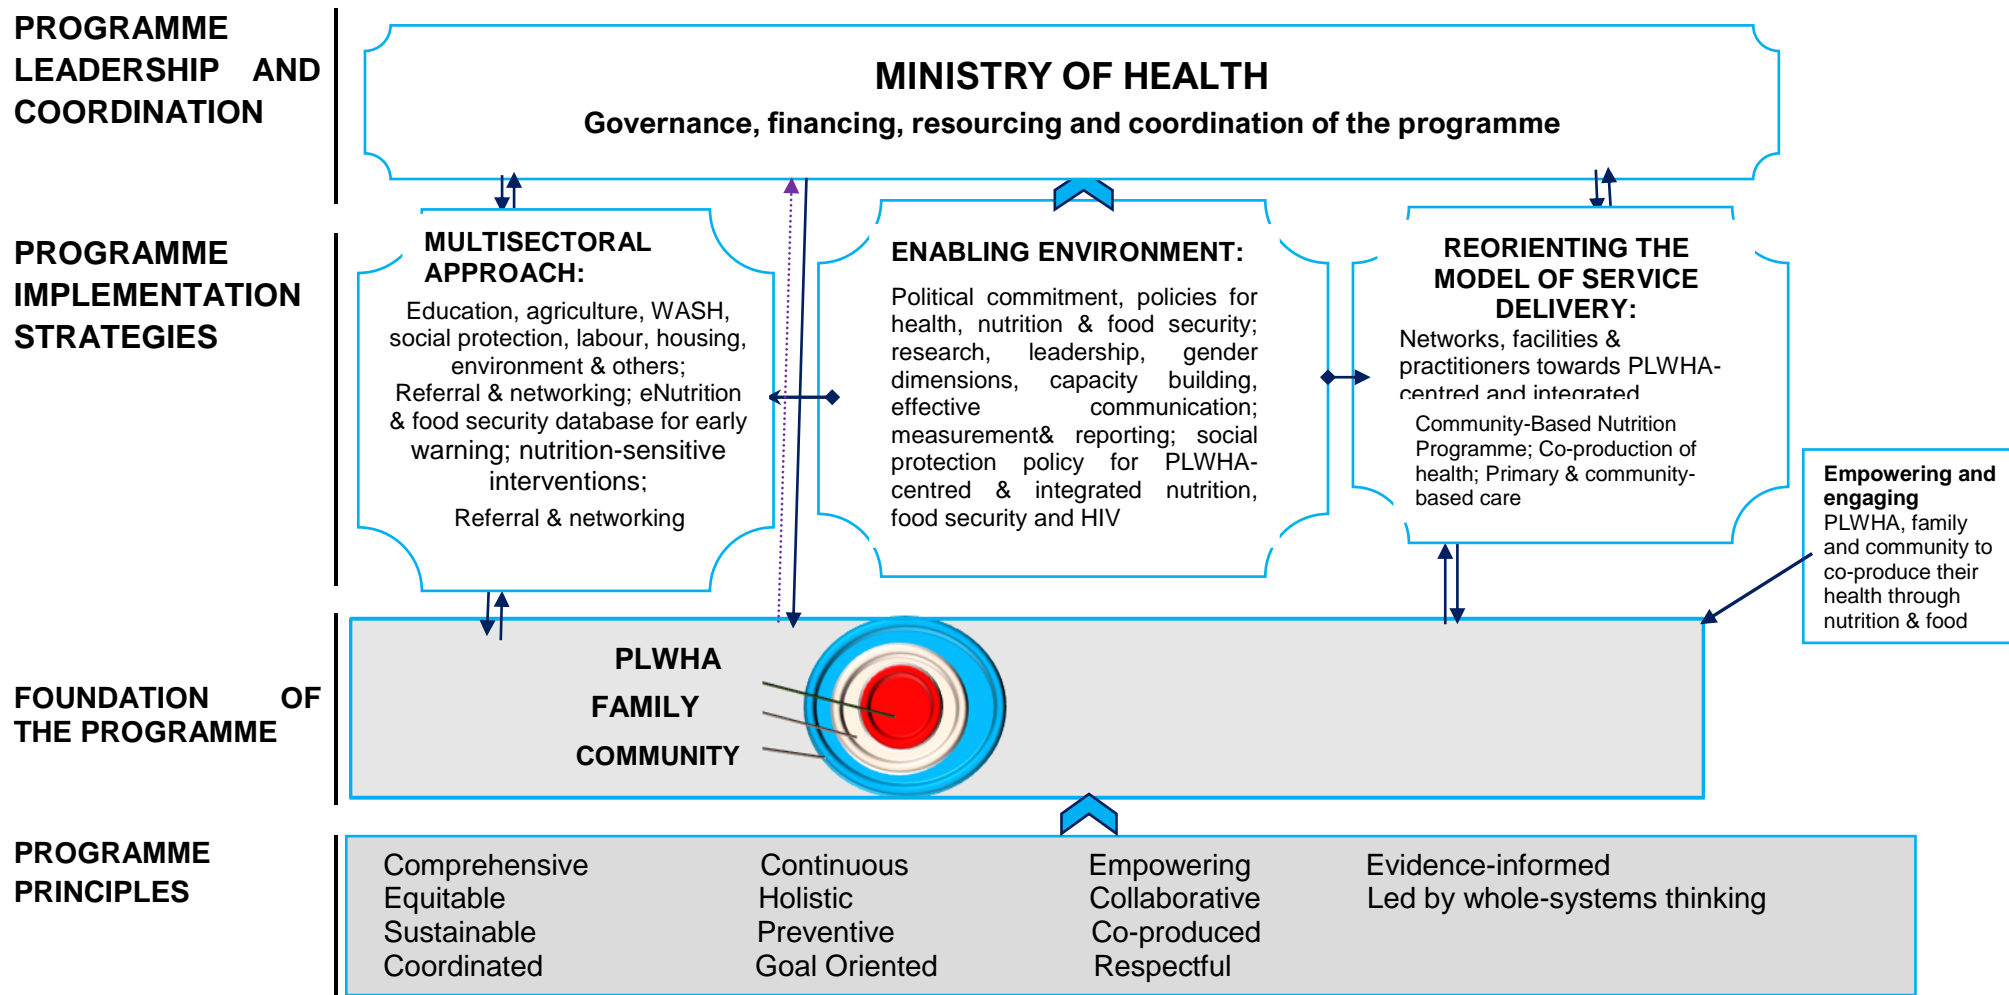 PROGRAMME
LEADERSHIP AND
COORDINATION
MINISTRY OF HEALTH
Governance, financing, resourcing and coordination of the programme
PROGRAMME
IMPLEMENTATION
STRATEGIES
MULTISECTORAL
APPROACH:
Education, agriculture, WASH,
social protection, labour, housing,
environment & others;
Referral & networking; eNutrition
& food security database for early
warning; nutrition-sensitive
interventions;
Referral & networking
ENABLING ENVIRONMENT:
Political commitment, policies for
health, nutrition & food security;
research, leadership, gender
dimensions, capacity building,
effective communication;
measurement& reporting; social
protection policy for PLWHA-
centred & integrated nutrition,
food security and HIV
REORIENTING THE
MODEL OF SERVICE
DELIVERY:
Networks, facilities &
practitioners towards PLWHA-
centred and integrated
Community-Based Nutrition
Programme; Co-production of
health; Primary & community-
based care
Empowering and
engaging
PLWHA, family
and community to
co-produce their
health through
nutrition & food
FOUNDATION OF
THE PROGRAMME
PLWHA
FAMILY
COMMUNITY
PROGRAMME
PRINCIPLES
Comprehensive
Equitable
Sustainable
Coordinated
Continuous
Holistic
Preventive
Goal Oriented
Empowering
Collaborative
Co-produced
Respectful
Evidence-informed
Led by whole-systems thinking